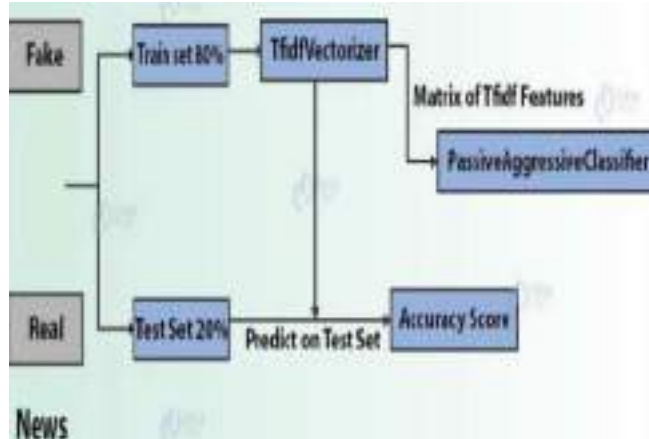 Fake
Train set 80%
TfidfVectorizer
Matrix of Tfidf Features
PassiveAggressiveClassifier
Real
Test Set 20%
Predict on Test Set
Accuracy Score
News